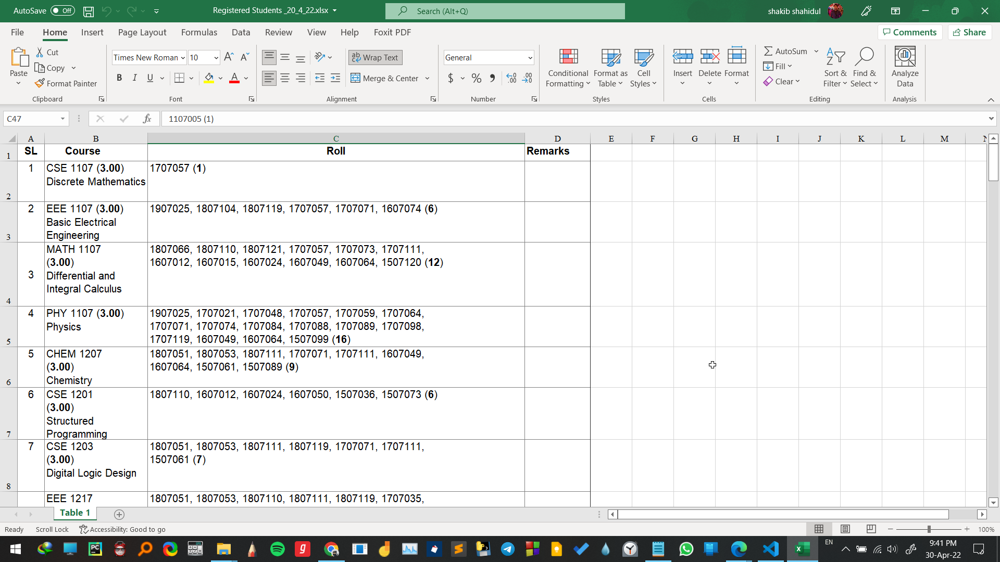 AutoSave Off Registered Students _20_4_22.xlsx Search (Alt+Q) shakib shahidul
File Home Insert Page Layout Formulas Data Review View Help Foxit PDF Comments Share
Paste Cut Copy Format Painter Clipboard
Times New Roman 10 B I U A Font
ab Wrap Text Merge & Center Alignment
General $ % Number
Conditional Formatting Format as Table Cell Styles Styles
Insert Delete Format Cells
AutoSum Fill Clear Sort & Filter Find & Select Editing
Analyze Data Analysis
C47 fx 1107005 (1)
A B C D E F G H I J K L M N
1 SL Course Roll Remarks
1 CSE 1107 (3.00) 1707057 (1)
Discrete Mathematics
2
2 EEE 1107 (3.00) 1907025, 1807104, 1807119, 1707057, 1707071, 1607074 (6)
Basic Electrical
3 Engineering
MATH 1107 1807066, 1807110, 1807121, 1707057, 1707073, 1707111,
(3.00) 1607012, 1607015, 1607024, 1607049, 1607064, 1507120 (12)
3 Differential and
Integral Calculus
4
4 PHY 1107 (3.00) 1907025, 1707021, 1707048, 1707057, 1707059, 1707064,
Physics 1707071, 1707074, 1707084, 1707088, 1707089, 1707098,
5 1707119, 1607049, 1607064, 1507099 (16)
5 CHEM 1207 1807051, 1807053, 1807111, 1707071, 1707111, 1607049,
(3.00) 1607064, 1507061, 1507089 (9)
6 Chemistry
6 CSE 1201 1807110, 1607012, 1607024, 1607050, 1507036, 1507073 (6)
(3.00)
Structured
7 Programming
7 CSE 1203 1807051, 1807053, 1807111, 1807119, 1707071, 1707111,
(3.00) 1507061 (7)
Digital Logic Design
8
EEE 1217 1807051, 1807053, 1807110, 1807111, 1807119, 1707035,
Table 1
Ready Scroll Lock Accessibility: Good to go 100%
EN 9:41 PM
30-Apr-22